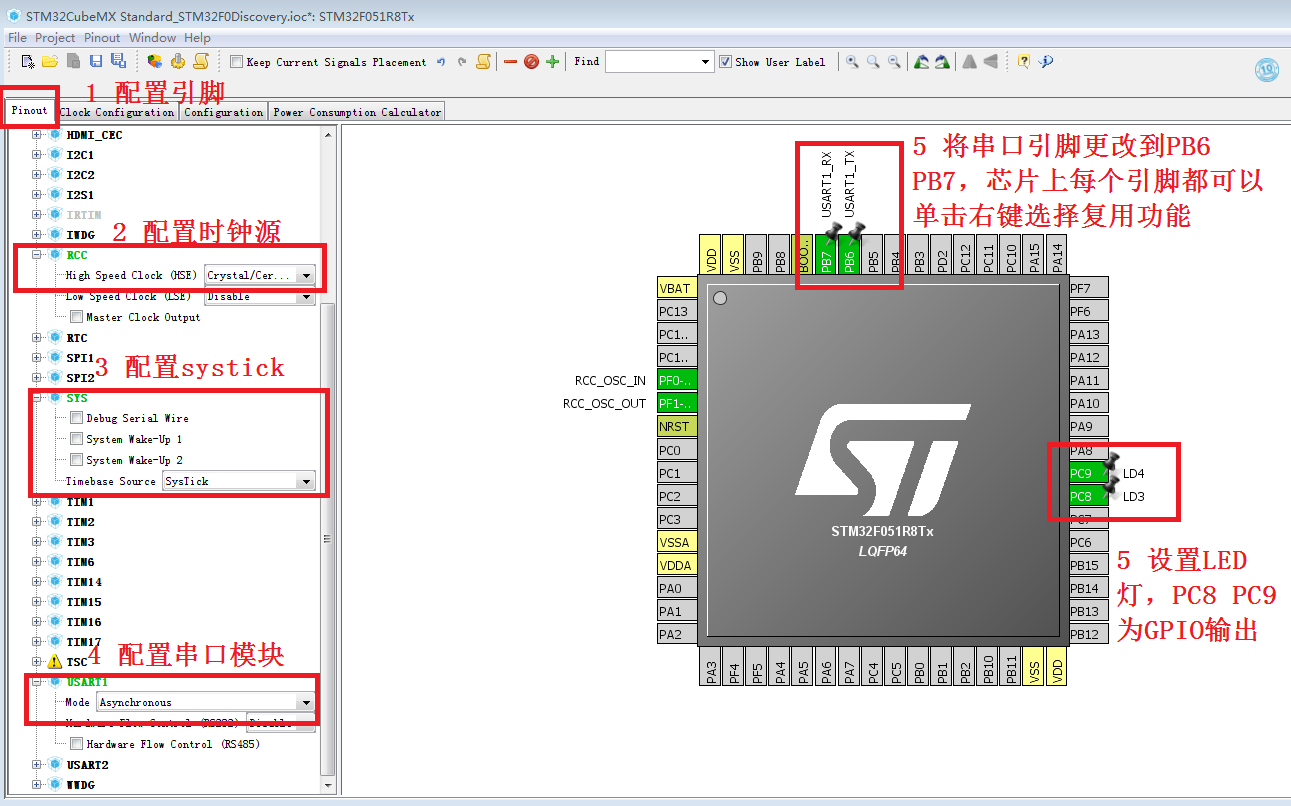 STM32CubeMX Standard_STM32F0Discovery.ioc*: STM32F051R8Tx
File Project Pinout Window Help
Keep Current Signals Placement Find Show User Label
1 配置引脚
Pinout Clock Configuration Configuration Power Consumption Calculator
HDMI_CEC
I2C1
I2C2
I2S1
IRTIM
IWDG
2 配置时钟源
RCC
High Speed Clock (HSE) Crystal/Cer...
Low Speed Clock (LSE) Disable
Master Clock Output
RTC
SPI1
3 配置systick
SPI2
SYS
Debug Serial Wire
System Wake-Up 1
System Wake-Up 2
Timebase Source SysTick
TIM1
TIM2
TIM3
TIM6
TIM14
TIM15
TIM16
TIM17
4 配置串口模块
TSC
USART1
Mode Asynchronous
Hardware Flow Control (RS232) Disable
Hardware Flow Control (RS485)
USART2
WWDG
USART1_RX
USART1_TX
5 将串口引脚更改到PB6
PB7，芯片上每个引脚都可以
单击右键选择复用功能
VDD VSS PB9 PB8 BOO.. PB7 PB6 PB5 PB4 PB3 PD2 PC12 PC11 PC10 PA15 PA14
VBAT
PC13
PC1..
PC1..
RCC_OSC_IN PF0-..
RCC_OSC_OUT PF1-..
NRST
PC0
PC1
PC2
PC3
VSSA
VDDA
PA0
PA1
PA2
STM32F051R8Tx
LQFP64
PF7
PF6
PA13
PA12
PA11
PA10
PA9
PA8
PC9 LD4
PC8 LD3
PC7
PC6
PB15
PB14
PB13
PB12
5 设置LED
灯，PC8 PC9
为GPIO输出
PA3 PF4 PF5 PA4 PA5 PA6 PA7 PC4 PC5 PB0 PB1 PB2 PB10 PB11 VSS VDD